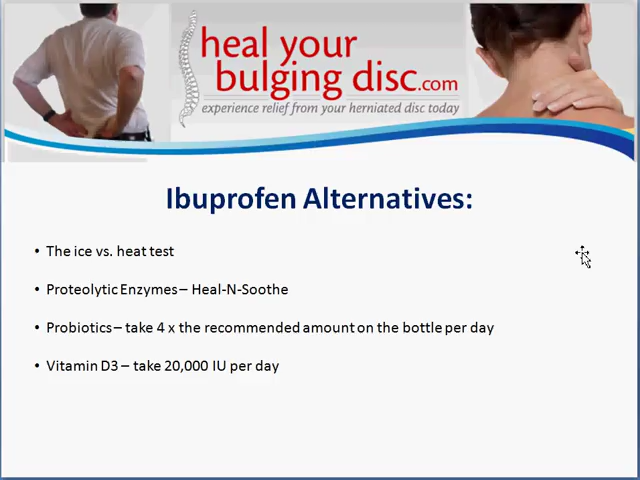 heal your
bulging disc.com
experience relief from your herniated disc today
Ibuprofen Alternatives:
• The ice vs. heat test
• Proteolytic Enzymes – Heal-N-Soothe
• Probiotics – take 4 x the recommended amount on the bottle per day
• Vitamin D3 – take 20,000 IU per day